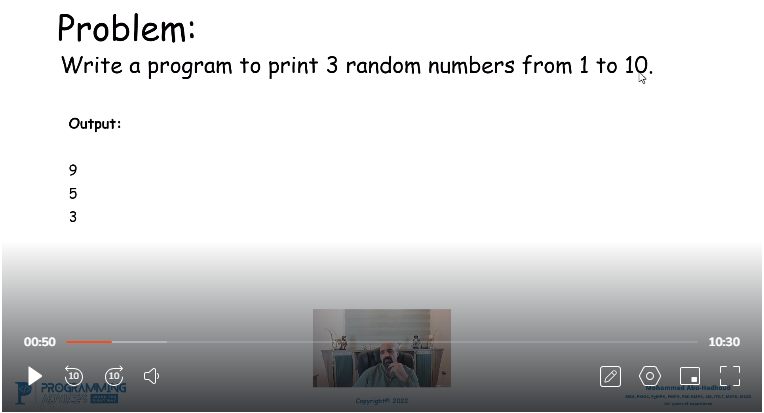 Problem:
Write a program to print 3 random numbers from 1 to 10.
Output:
9
5
3
00:50
10:30
10
10
PROGRAMMING
ADVICES
Mohammed Abu-Hadhoud
Copyright© 2022